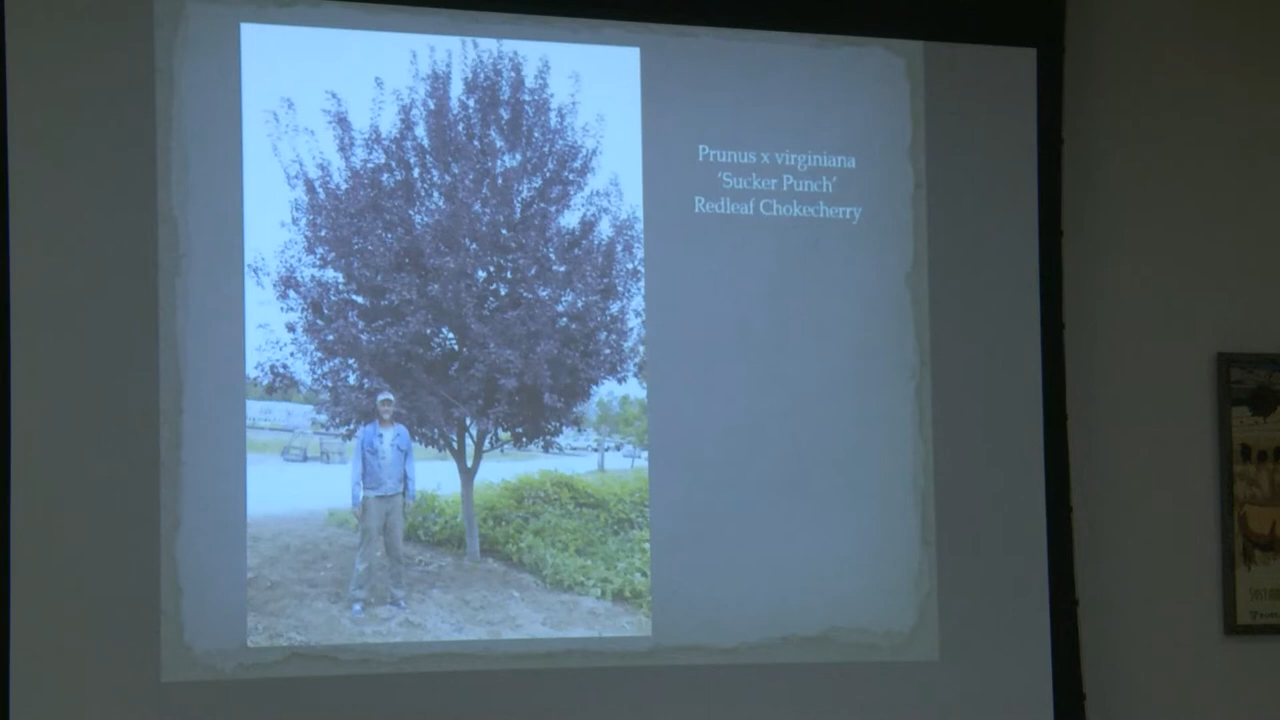 Prunus x virginiana
‘Sucker Punch’
Redleaf Chokecherry